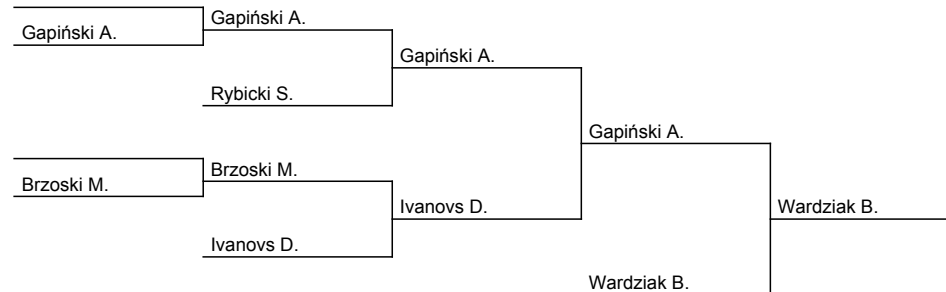 Gapiński A.
Gapiński A.
Gapiński A.
Rybicki S.
Gapiński A.
Brzoski M.
Brzoski M.
Ivanovs D.
Wardziak B.
Ivanovs D.
Wardziak B.